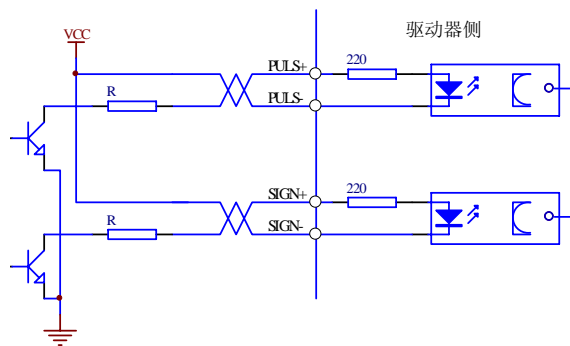 驱动器侧
VCC
PULS+
220
R
PULS-
SIGN+
220
R
SIGN-